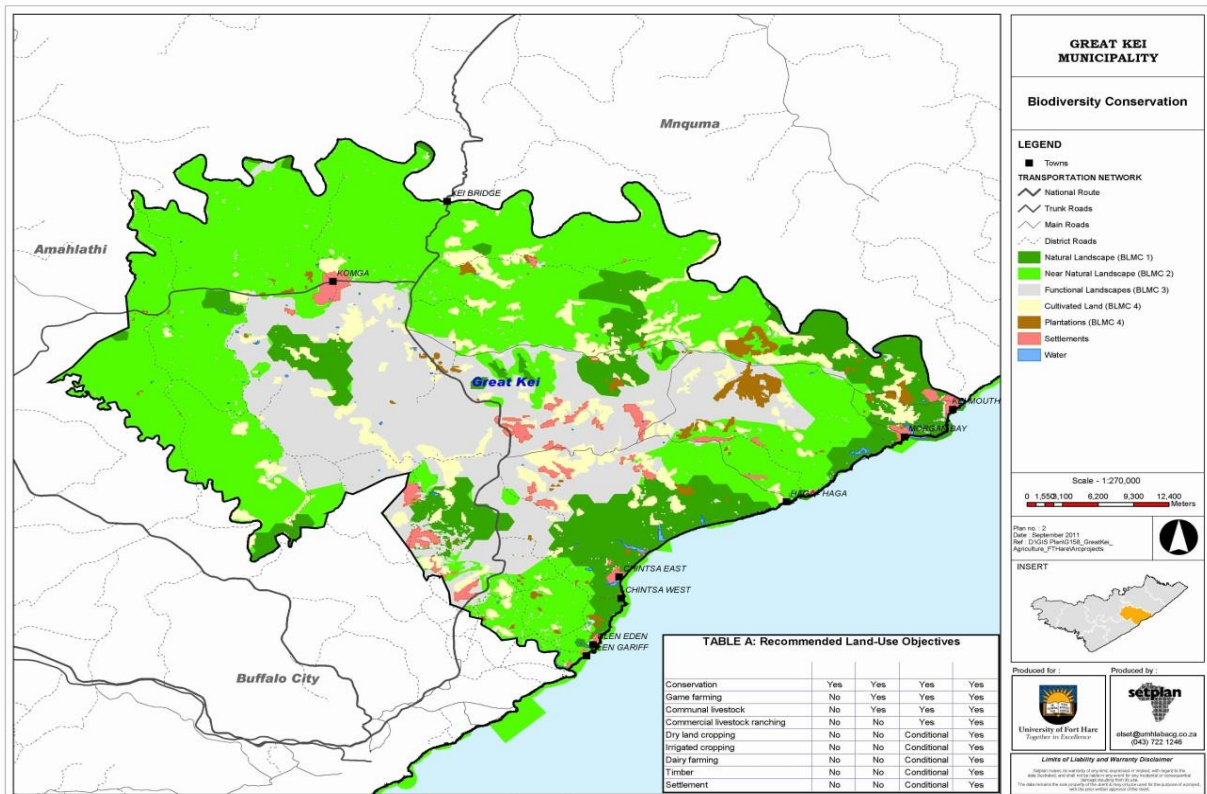 GREAT KEI
MUNICIPALITY
Biodiversity Conservation
LEGEND
Towns
TRANSPORTATION NETWORK
National Route
Trunk Roads
Main Roads
District Roads
Natural Landscape (BLMC 1)
Near Natural Landscape (BLMC 2)
Functional Landscapes (BLMC 3)
Cultivated Land (BLMC 4)
Plantations (BLMC 4)
Settlements
Water
Mnquma
KEI BRIDGE
Amahlathi
KOMGA
Great Kei
MORGAN BAY
HAGA HAGA
CHINTSA EAST
CHINTSA WEST
Buffalo City
Scale - 1:270,000
0 1,550 3,100 6,200 9,300 12,400
Meters
Plan no. : 2
Date : September 2011
INSERT
TABLE A: Recommended Land-Use Objectives
Conservation Yes Yes Yes Yes
Game farming No Yes Yes Yes
Communal livestock No Yes Yes Yes
Commercial livestock ranching No No Yes Yes
Dry land cropping No No Conditional Yes
Irrigated cropping No No Conditional Yes
Dairy farming No No Conditional Yes
Timber No No Conditional Yes
Settlement No No Conditional Yes
Produced for :
University of Fort Hare
Together in Excellence
Produced by :
setplan
elset@umhlabacg.co.za
(043) 722 1246
Limits of Liability and Warranty Disclaimer